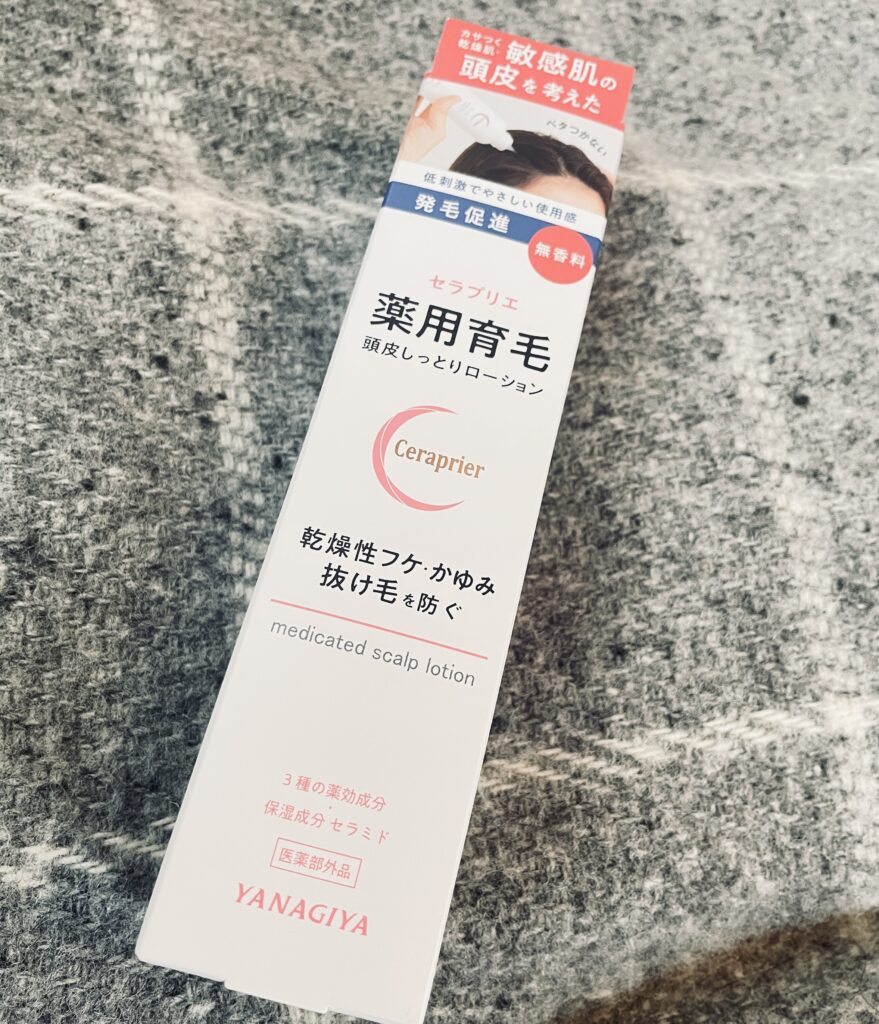 カサつく
乾燥肌・敏感肌の
頭皮を考えた
ベタつかない
低刺激でやさしい使用感
発毛促進
無香料
セラプリエ
薬用育毛
頭皮しっとりローション
Ceraprier
乾燥性フケ・かゆみ
抜け毛を防ぐ
medicated scalp lotion
3種の薬効成分
・
保湿成分 セラミド
医薬部外品
YANAGIYA